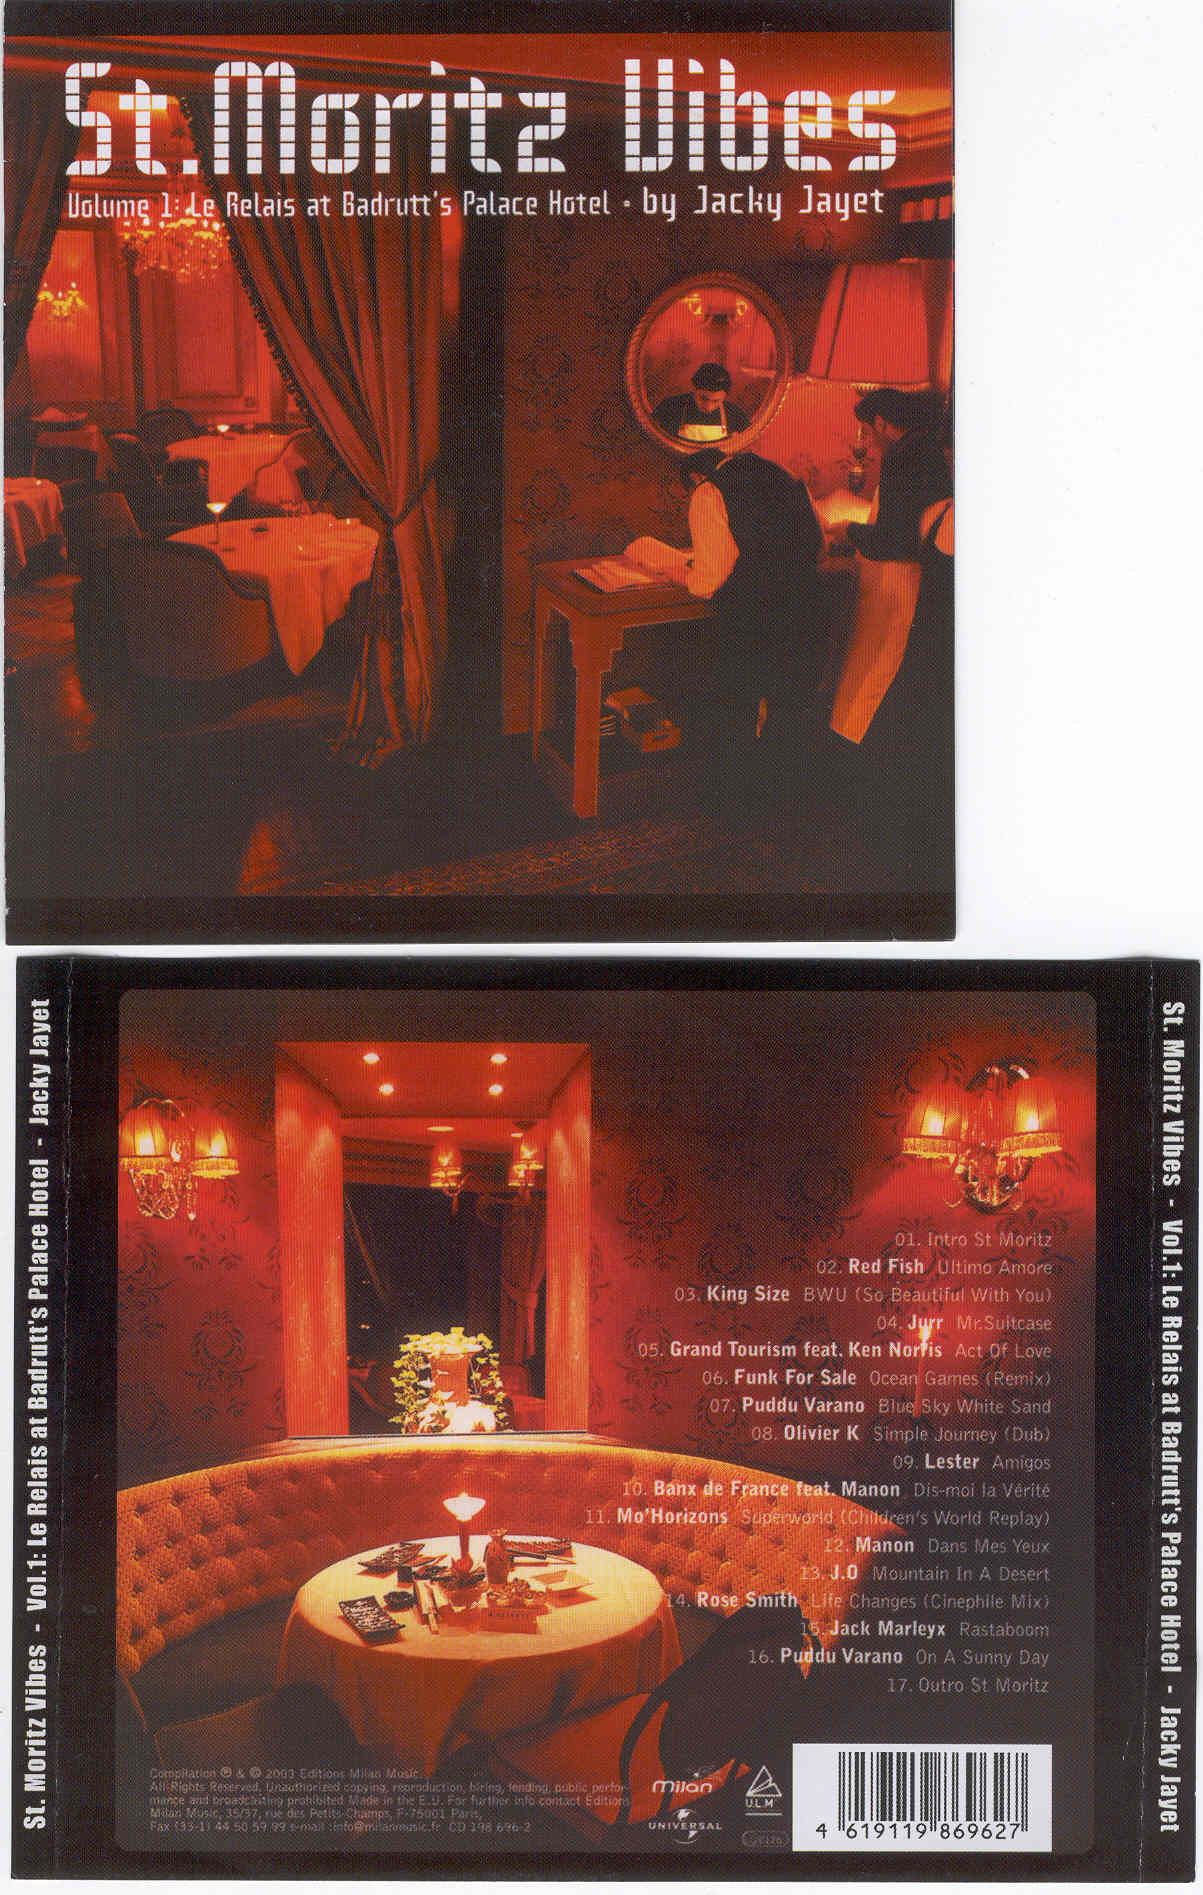 St. Moritz Vibes
Volume 1: Le Relais at Badrutt's Palace Hotel - by Jacky Jayet
St. Moritz Vibes - Vol.1: Le Relais at Badrutt's Palace Hotel - Jacky Jayet
01. Intro St Moritz
02. Red Fish Ultimo Amore
03. King Size BWU (So Beautiful With You)
04. Jurr Mr.Suitcase
05. Grand Tourism feat. Ken Norris Act Of Love
06. Funk For Sale Ocean Games (Remix)
07. Puddu Varano Blue Sky White Sand
08. Olivier K Simple Journey (Dub)
09. Lester Amigos
10. Banx de France feat. Manon Dis-moi la Vérité
11. Mo'Horizons Superworld (Children's World Replay)
12. Manon Dans Mes Yeux
13. J.O Mountain In A Desert
14. Rose Smith Life Changes (Cinephile Mix)
15. Jack Marleyx Rastaboom
16. Puddu Varano On A Sunny Day
17. Outro St Moritz
Compilation ℗ & © 2003 Editions Milan Music.
All Rights Reserved. Unauthorized copying, reproduction, hiring, lending, public perfor-
mance and broadcasting prohibited Made in the E.U. For further info contact Editions
Milan Music, 35/37, rue des Petits-Champs, F-75001 Paris,
Fax (33-1) 44 50 59 99 e-mail :info@milanmusic.fr CD 198 696-2
milan
U.L.M
UNIVERSAL
4 619119 869627
St. Moritz Vibes - Vol.1: Le Relais at Badrutt's Palace Hotel - Jacky Jayet